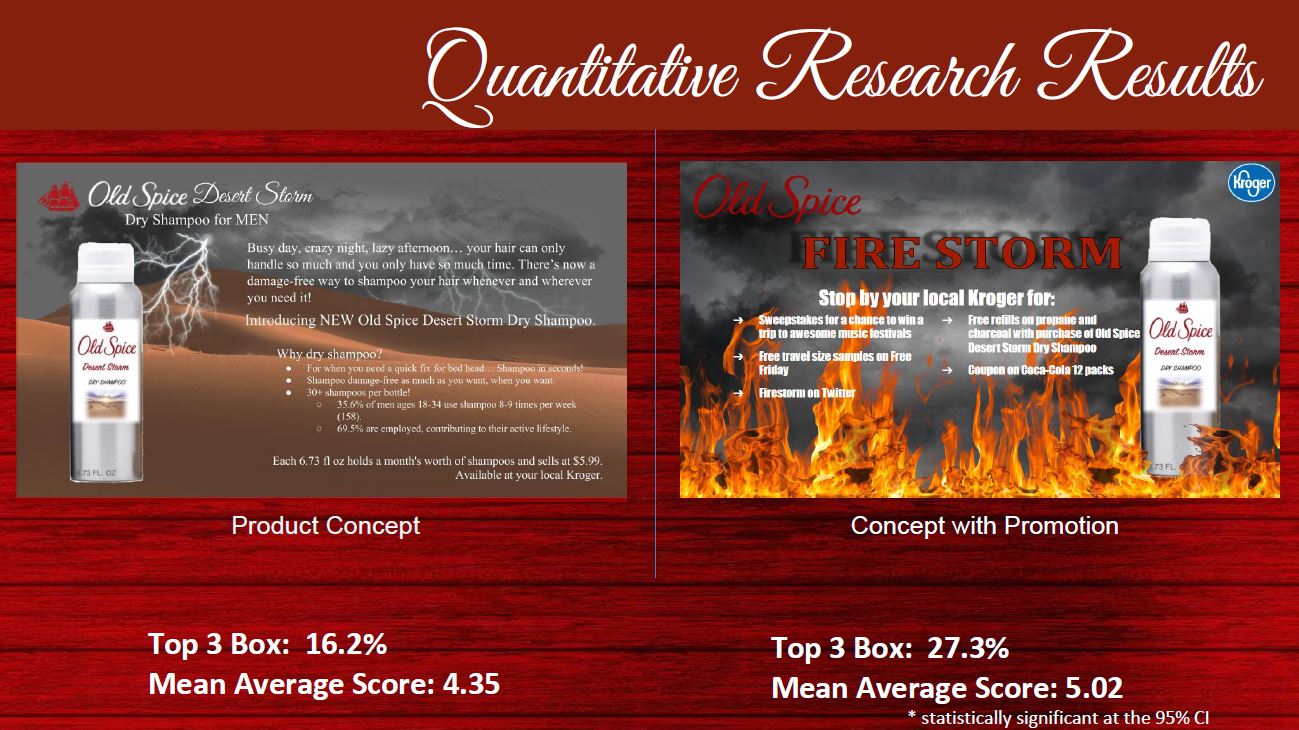 Quantitative Research Results
Old Spice Desert Storm
Dry Shampoo for MEN
Busy day, crazy night, lazy afternoon… your hair can only
handle so much and you only have so much time. There's now a
damage-free way to shampoo your hair whenever and wherever
you need it!
Introducing NEW Old Spice Desert Storm Dry Shampoo.
Why dry shampoo?
● For when you need a quick fix for bed head… Shampoo in seconds!
● Shampoo damage-free as much as you want, when you want.
● 30+ shampoos per bottle!
○ 35.6% of men ages 18-34 use shampoo 8-9 times per week
(158).
○ 69.5% are employed, contributing to their active lifestyle.
Each 6.73 fl oz holds a month's worth of shampoos and sells at $5.99.
Available at your local Kroger.
Old Spice
Desert Storm
DRY SHAMPOO
6.73 FL. OZ
Product Concept
Kroger
Old Spice
FIRE STORM
Stop by your local Kroger for:
➔ Sweepstakes for a chance to win a
trip to awesome music festivals
➔ Free travel size samples on Free
Friday
➔ Firestorm on Twitter
➔ Free refills on propane and
charcoal with purchase of Old Spice
Desert Storm Dry Shampoo
➔ Coupon on Coca-Cola 12 packs
Old Spice
Desert Storm
DRY SHAMPOO
6.73 FL.
Concept with Promotion
Top 3 Box: 16.2%
Mean Average Score: 4.35
Top 3 Box: 27.3%
Mean Average Score: 5.02
* statistically significant at the 95% CI